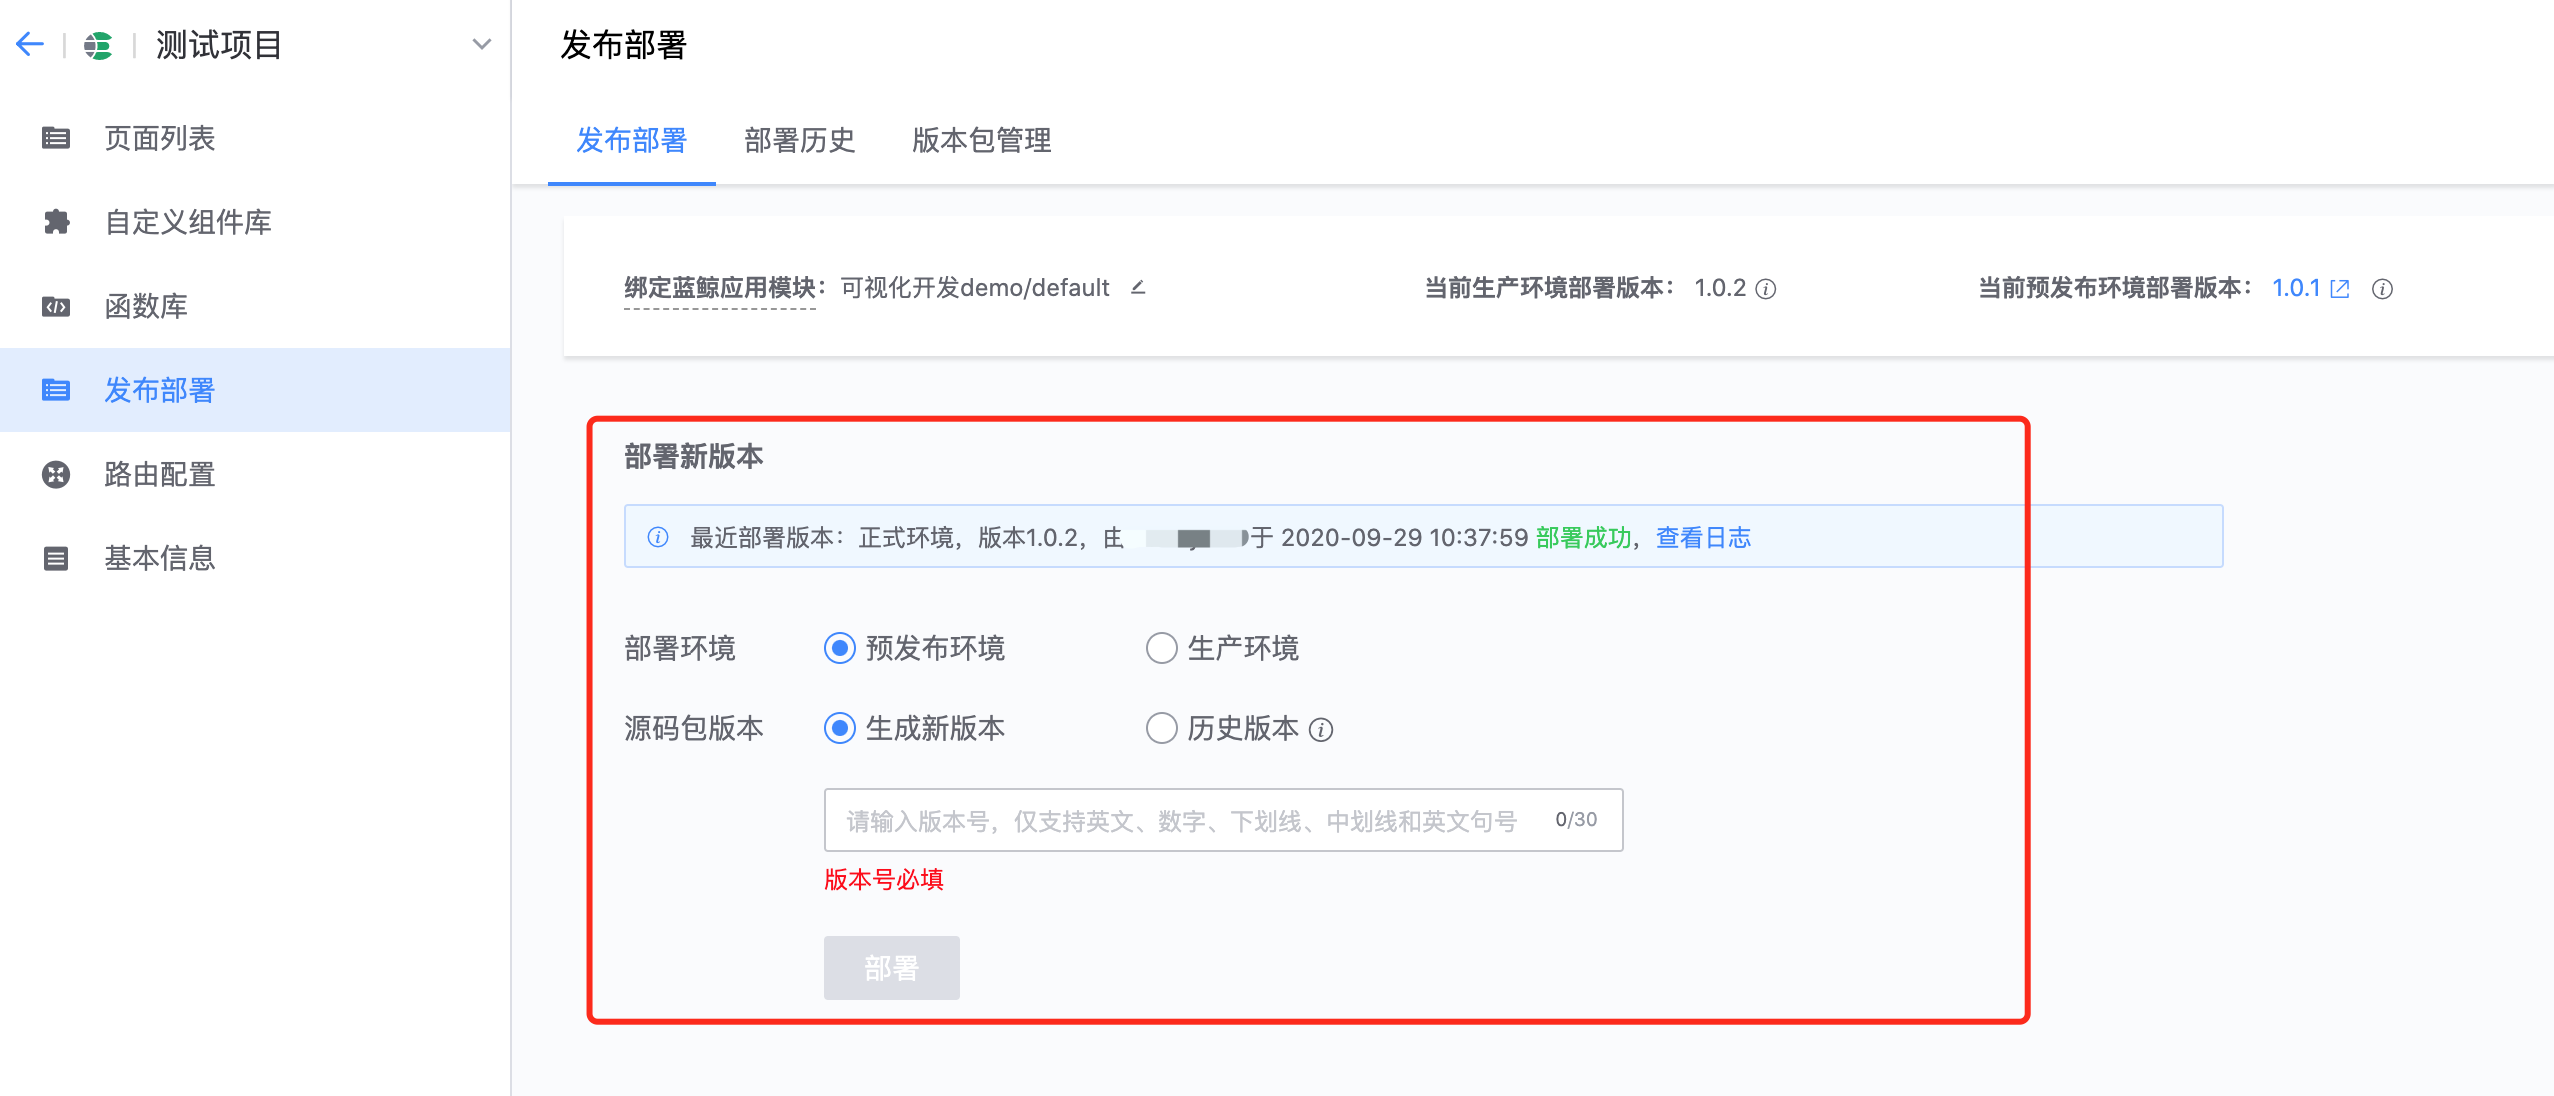 测试项目
页面列表
自定义组件库
函数库
发布部署
路由配置
基本信息
发布部署
发布部署 部署历史 版本包管理
绑定蓝鲸应用模块： 可视化开发demo/default 当前生产环境部署版本： 1.0.2 当前预发布环境部署版本： 1.0.1
部署新版本
最近部署版本：正式环境，版本1.0.2，由 于 2020-09-29 10:37:59 部署成功，查看日志
部署环境 预发布环境 生产环境
源码包版本 生成新版本 历史版本
请输入版本号，仅支持英文、数字、下划线、中划线和英文句号 0/30
版本号必填
部署